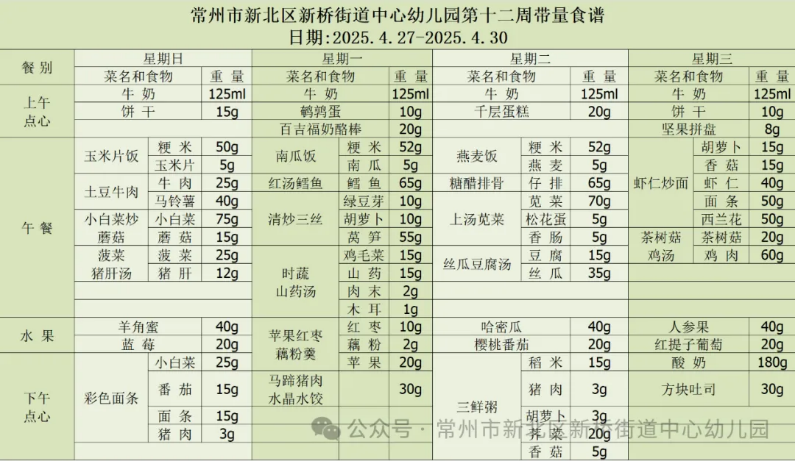 常州市新北区新桥街道中心幼儿园第十二周带量食谱
日期:2025.4.27-2025.4.30
餐 别 星期日 星期一 星期二 星期三
菜名和食物 重 量 菜名和食物 重 量 菜名和食物 重 量 菜名和食物 重 量
上午点心 牛 奶 125ml 牛 奶 125ml 牛 奶 125ml 牛 奶 125ml
饼 干 15g 鹌鹑蛋 10g 千层蛋糕 20g 饼 干 10g
百吉福奶酪棒 20g 坚果拼盘 8g
午 餐 玉米片饭 粳 米 50g 南瓜饭 粳 米 52g 燕麦饭 粳 米 52g 虾仁炒面 胡萝卜 15g
玉米片 5g 南 瓜 5g 燕 麦 5g 香 菇 15g
土豆牛肉 牛 肉 25g 红汤鳕鱼 鳕 鱼 65g 糖醋排骨 仔 排 65g 虾 仁 40g
马铃薯 40g 清炒三丝 绿豆芽 10g 上汤苋菜 苋 菜 70g 面 条 50g
小白菜炒蘑菇 小白菜 75g 胡萝卜 10g 松花蛋 5g 西兰花 50g
蘑 菇 15g 莴 笋 55g 香 肠 5g 茶树菇鸡汤 茶树菇 20g
菠菜猪肝汤 菠 菜 25g 时蔬山药汤 鸡毛菜 15g 丝瓜豆腐汤 豆 腐 15g 鸡 肉 60g
猪 肝 12g 山 药 15g 丝 瓜 35g
肉 末 2g
木 耳 1g
水 果 羊角蜜 40g 苹果红枣藕粉羹 红 枣 10g 哈密瓜 40g 人参果 40g
蓝 莓 20g 藕 粉 2g 樱桃番茄 20g 红提子葡萄 20g
下午点心 彩色面条 小白菜 25g 苹 果 20g 三鲜粥 稻 米 15g 酸 奶 180g
番 茄 15g 马蹄猪肉水晶水饺 30g 猪 肉 3g 方块吐司 30g
面 条 15g 胡萝卜 3g
猪 肉 3g 荠 菜 20g
香 菇 5g
公众号 · 常州市新北区新桥街道中心幼儿园